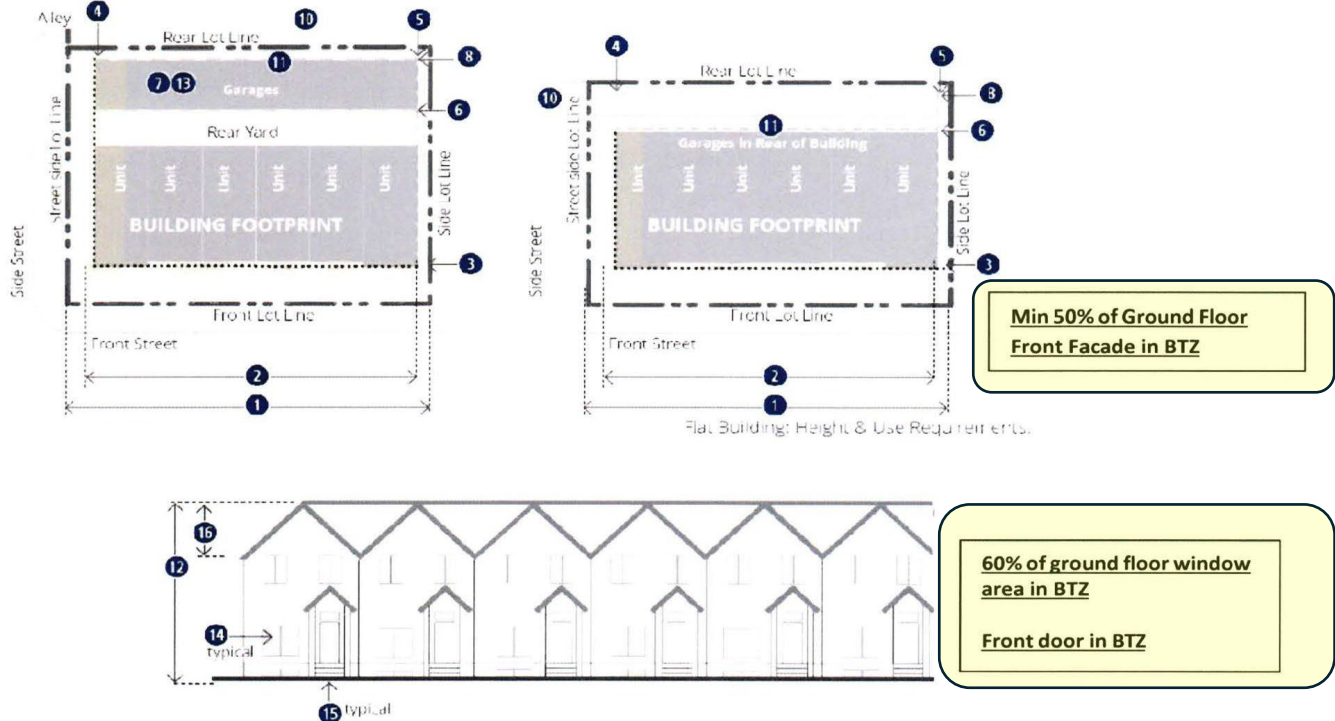 Alley
4
10
5
Rear Lot Line
11
8
7 13
Garages
6
Street side Lot Line
Rear Yard
Unit Unit Unit Unit Unit Unit
Side Lot Line
BUILDING FOOTPRINT
Side Street
3
Front Lot Line
Front Street
2
1
4
5
Rear Lot Line
8
10
11
6
Garages in Rear of Building
Street side Lot Line
Unit Unit Unit Unit Unit Unit
Side Lot Line
BUILDING FOOTPRINT
Side Street
3
Front Lot Line
Front Street
2
1
Flat Building: Height & Use Requirements.
Min 50% of Ground Floor
Front Facade in BTZ
16
12
14
typical
15 typical
60% of ground floor window
area in BTZ
Front door in BTZ